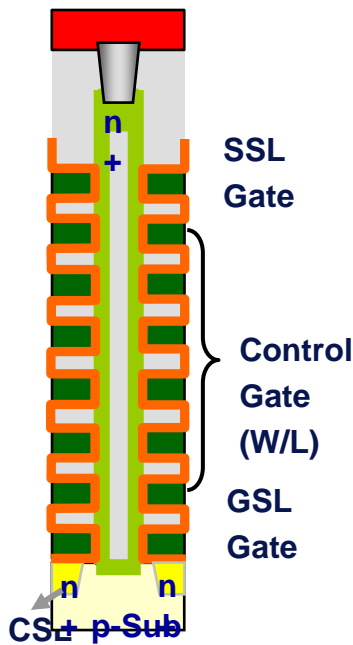 n
+
SSL
Gate
Control
Gate
(W/L)
GSL
Gate
n n
CSL + p-Sub